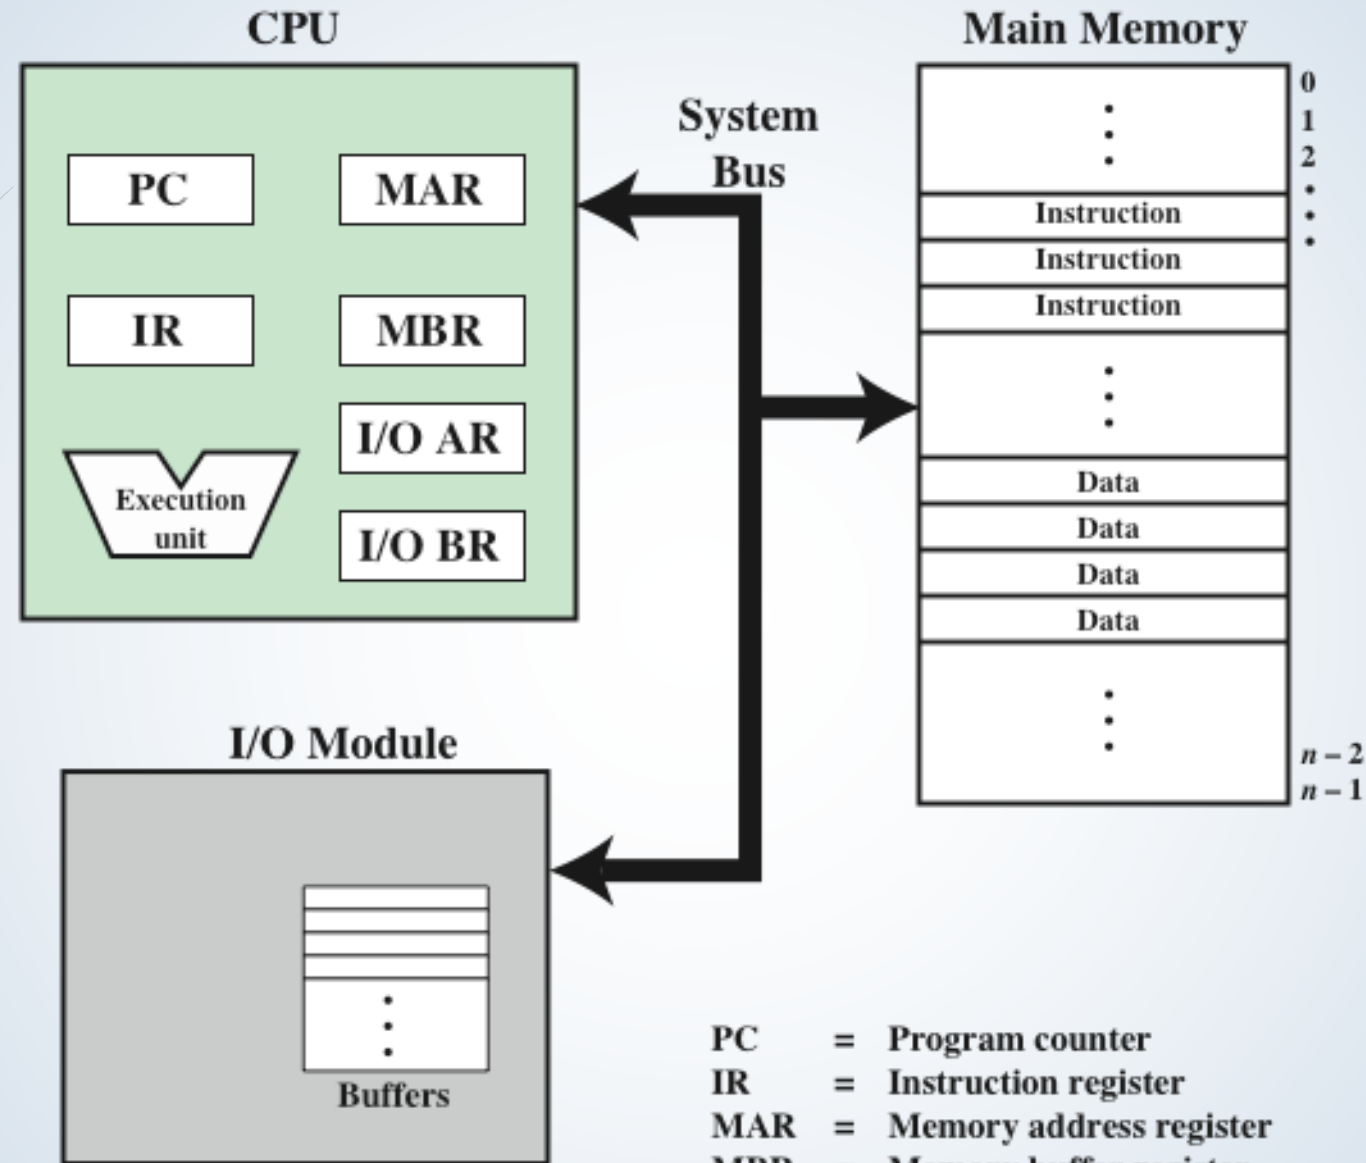 CPU
PC
MAR
IR
MBR
I/O AR
I/O BR
Execution
unit
System
Bus
Main Memory
0
1
2
Instruction
Instruction
Instruction
Data
Data
Data
Data
n – 2
n – 1
I/O Module
Buffers
PC = Program counter
IR = Instruction register
MAR = Memory address register